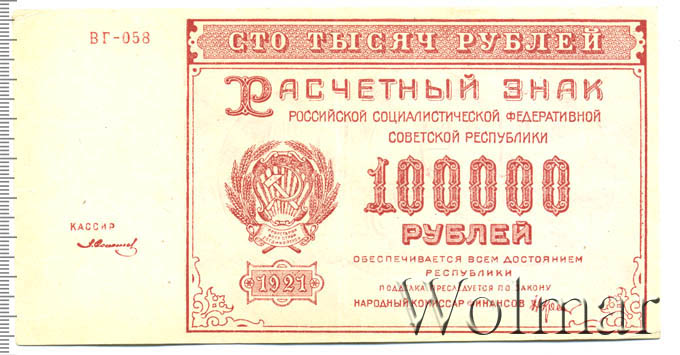 ВГ-058
СТО ТЫСЯЧ РУБЛЕЙ
РАСЧЕТНЫЙ ЗНАК
РОССИЙСКОЙ СОЦИАЛИСТИЧЕСКОЙ ФЕДЕРАТИВНОЙ
СОВЕТСКОЙ РЕСПУБЛИКИ
100000
РУБЛЕЙ
КАССИР
ОБЕСПЕЧИВАЕТСЯ ВСЕМ ДОСТОЯНИЕМ
РЕСПУБЛИКИ
1921
ПОДДЕЛКА ПРЕСЛЕДУЕТСЯ ПО ЗАКОНУ
НАРОДНЫЙ КОМИССАР ФИНАНСОВ
Wolmar